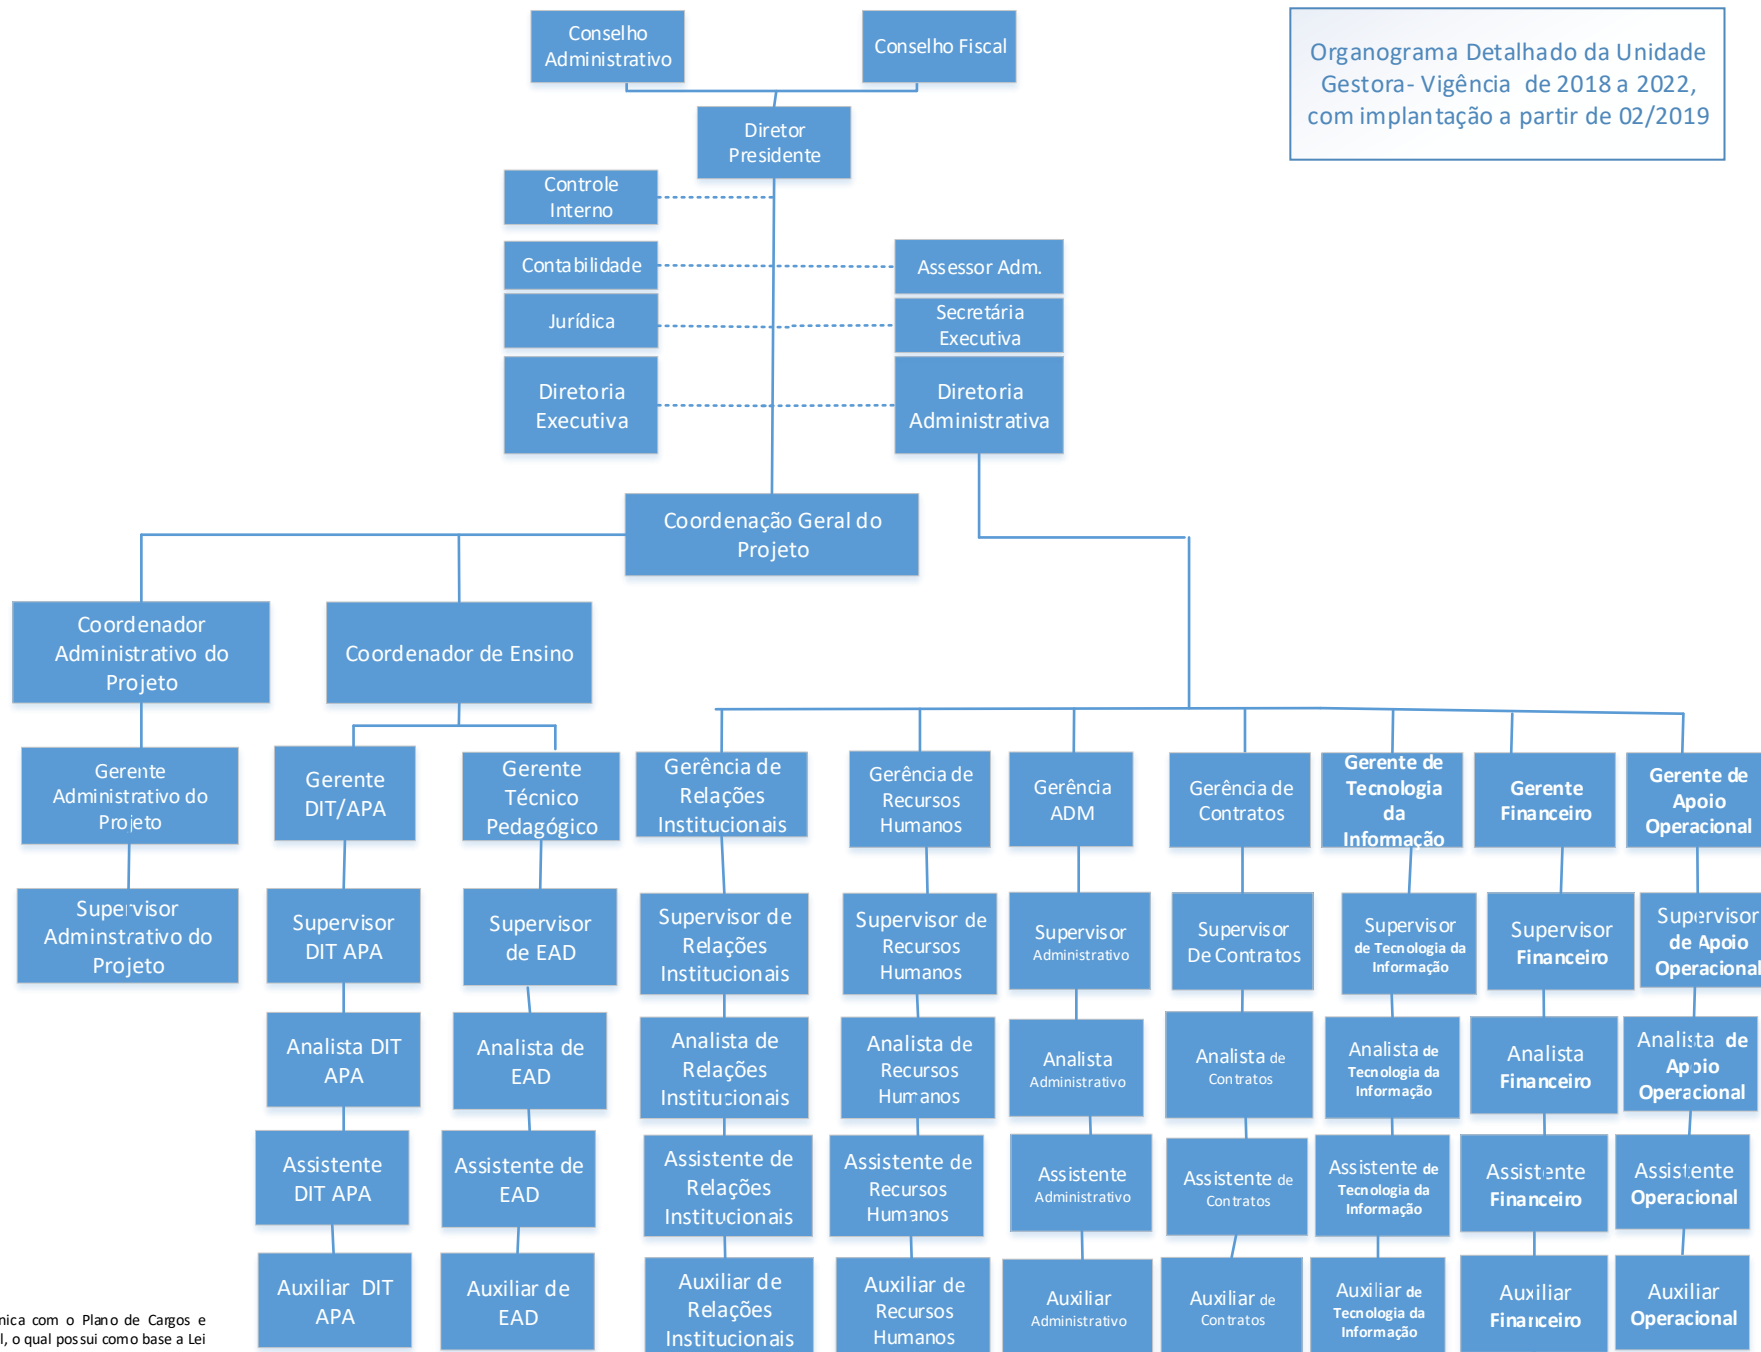 Conselho
Administrativo
Conselho Fiscal
Organograma Detalhado da Unidade
Gestora- Vigência de 2018 a 2022,
com implantação a partir de 02/2019
Diretor
Presidente
Controle
Interno
Contabilidade
Assessor Adm.
Jurídica
Secretária
Executiva
Diretoria
Executiva
Diretoria
Administrativa
Coordenação Geral do
Projeto
Coordenador
Administrativo do
Projeto
Coordenador de Ensino
Gerente
Administrativo do
Projeto
Gerente
DIT/APA
Gerente
Técnico
Pedagógico
Gerência de
Relações
Institucionais
Gerência de
Recursos
Humanos
Gerência
ADM
Gerência de
Contratos
Gerente de
Tecnologia
da
Informação
Gerente
Financeiro
Gerente de
Apoio
Operacional
Supervisor
Adminstrativo do
Projeto
Supervisor
DIT APA
Supervisor
de EAD
Supervisor de
Relações
Institucionais
Supervisor de
Recursos
Humanos
Supervisor
Administrativo
Supervisor
De Contratos
Supervisor
de Tecnologia da
Informação
Supervisor
Financeiro
Supervisor
de Apoio
Operacional
Analista DIT
APA
Analista de
EAD
Analista de
Relações
Institucionais
Analista de
Recursos
Humanos
Analista
Administrativo
Analista de
Contratos
Analista de
Tecnologia da
Informação
Analista
Financeiro
Analista de
Apoio
Operacional
Assistente
DIT APA
Assistente de
EAD
Assistente de
Relações
Institucionais
Assistente de
Recursos
Humanos
Assistente
Administrativo
Assistente de
Contratos
Assistente de
Tecnologia da
Informação
Assistente
Financeiro
Assistente
Operacional
Auxiliar DIT
APA
Auxiliar de
EAD
Auxiliar de
Relações
Institucionais
Auxiliar de
Recursos
Humanos
Auxiliar
Administrativo
Auxiliar de
Contratos
Auxiliar de
Tecnologia da
Informação
Auxiliar
Financeiro
Auxiliar
Operacional
com o Plano de Cargos e
o qual possui como base a Lei